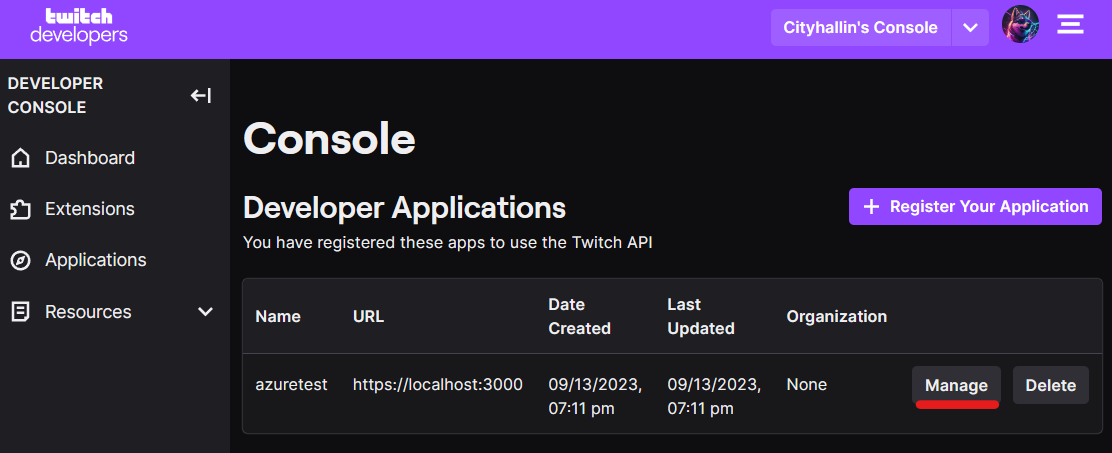 twitch
developers
Cityhallin's Console
DEVELOPER
CONSOLE
Dashboard
Extensions
Applications
Resources
Console
Developer Applications
Register Your Application
You have registered these apps to use the Twitch API
Name URL Date Created Last Updated Organization
azuretest https://localhost:3000 09/13/2023, 07:11 pm 09/13/2023, 07:11 pm None Manage Delete